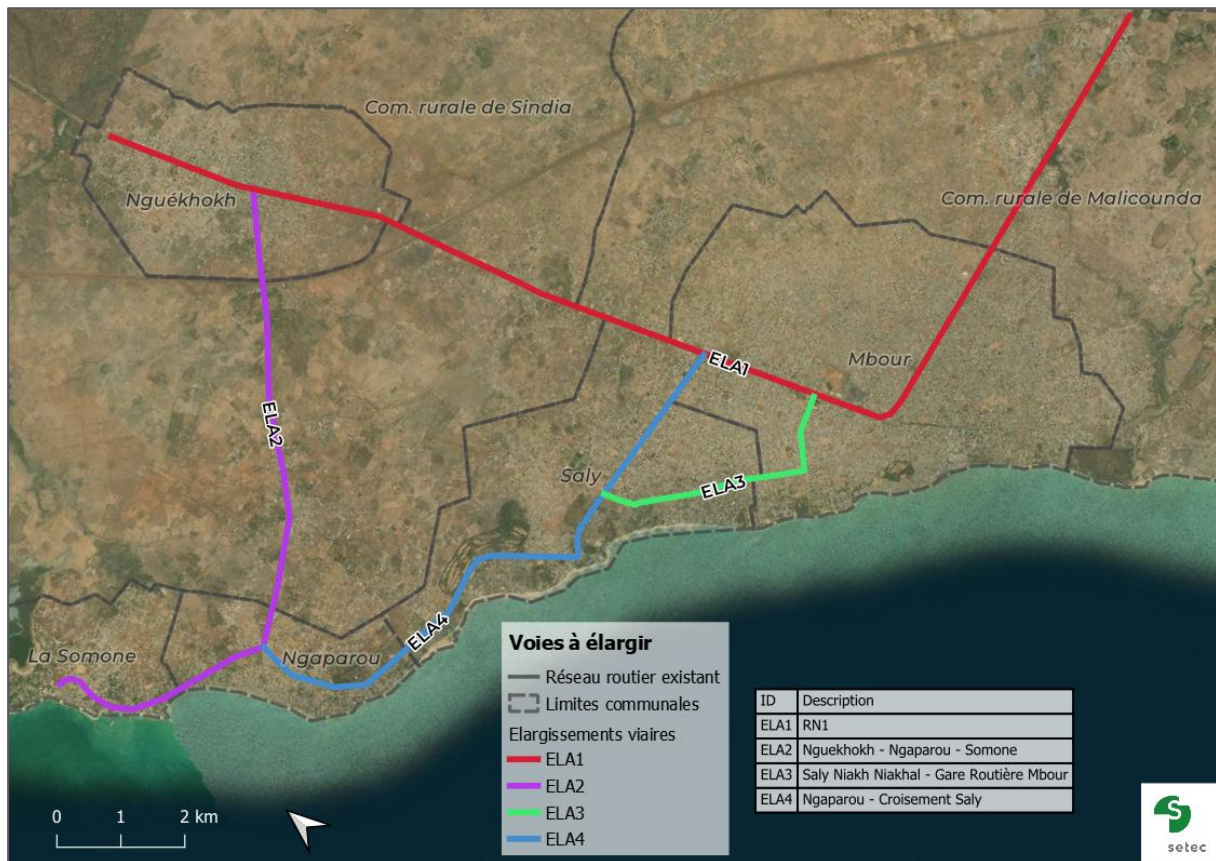 Com. rurale de Sindia
Nguékhokh
Com. rurale de Malicounda
ELA1
Mbour
ELA2
Saly
ELA3
ELA4
La Somone
Ngaparou
Voies à élargir
Réseau routier existant
Limites communales
Elargissements viaires
ELA1
ELA2
ELA3
ELA4
ID Description
ELA1 RN1
ELA2 Nguekhokh - Ngaparou - Somone
ELA3 Saly Niakh Niakhal - Gare Routière Mbour
ELA4 Ngaparou - Croisement Saly
0 1 2 km
setec